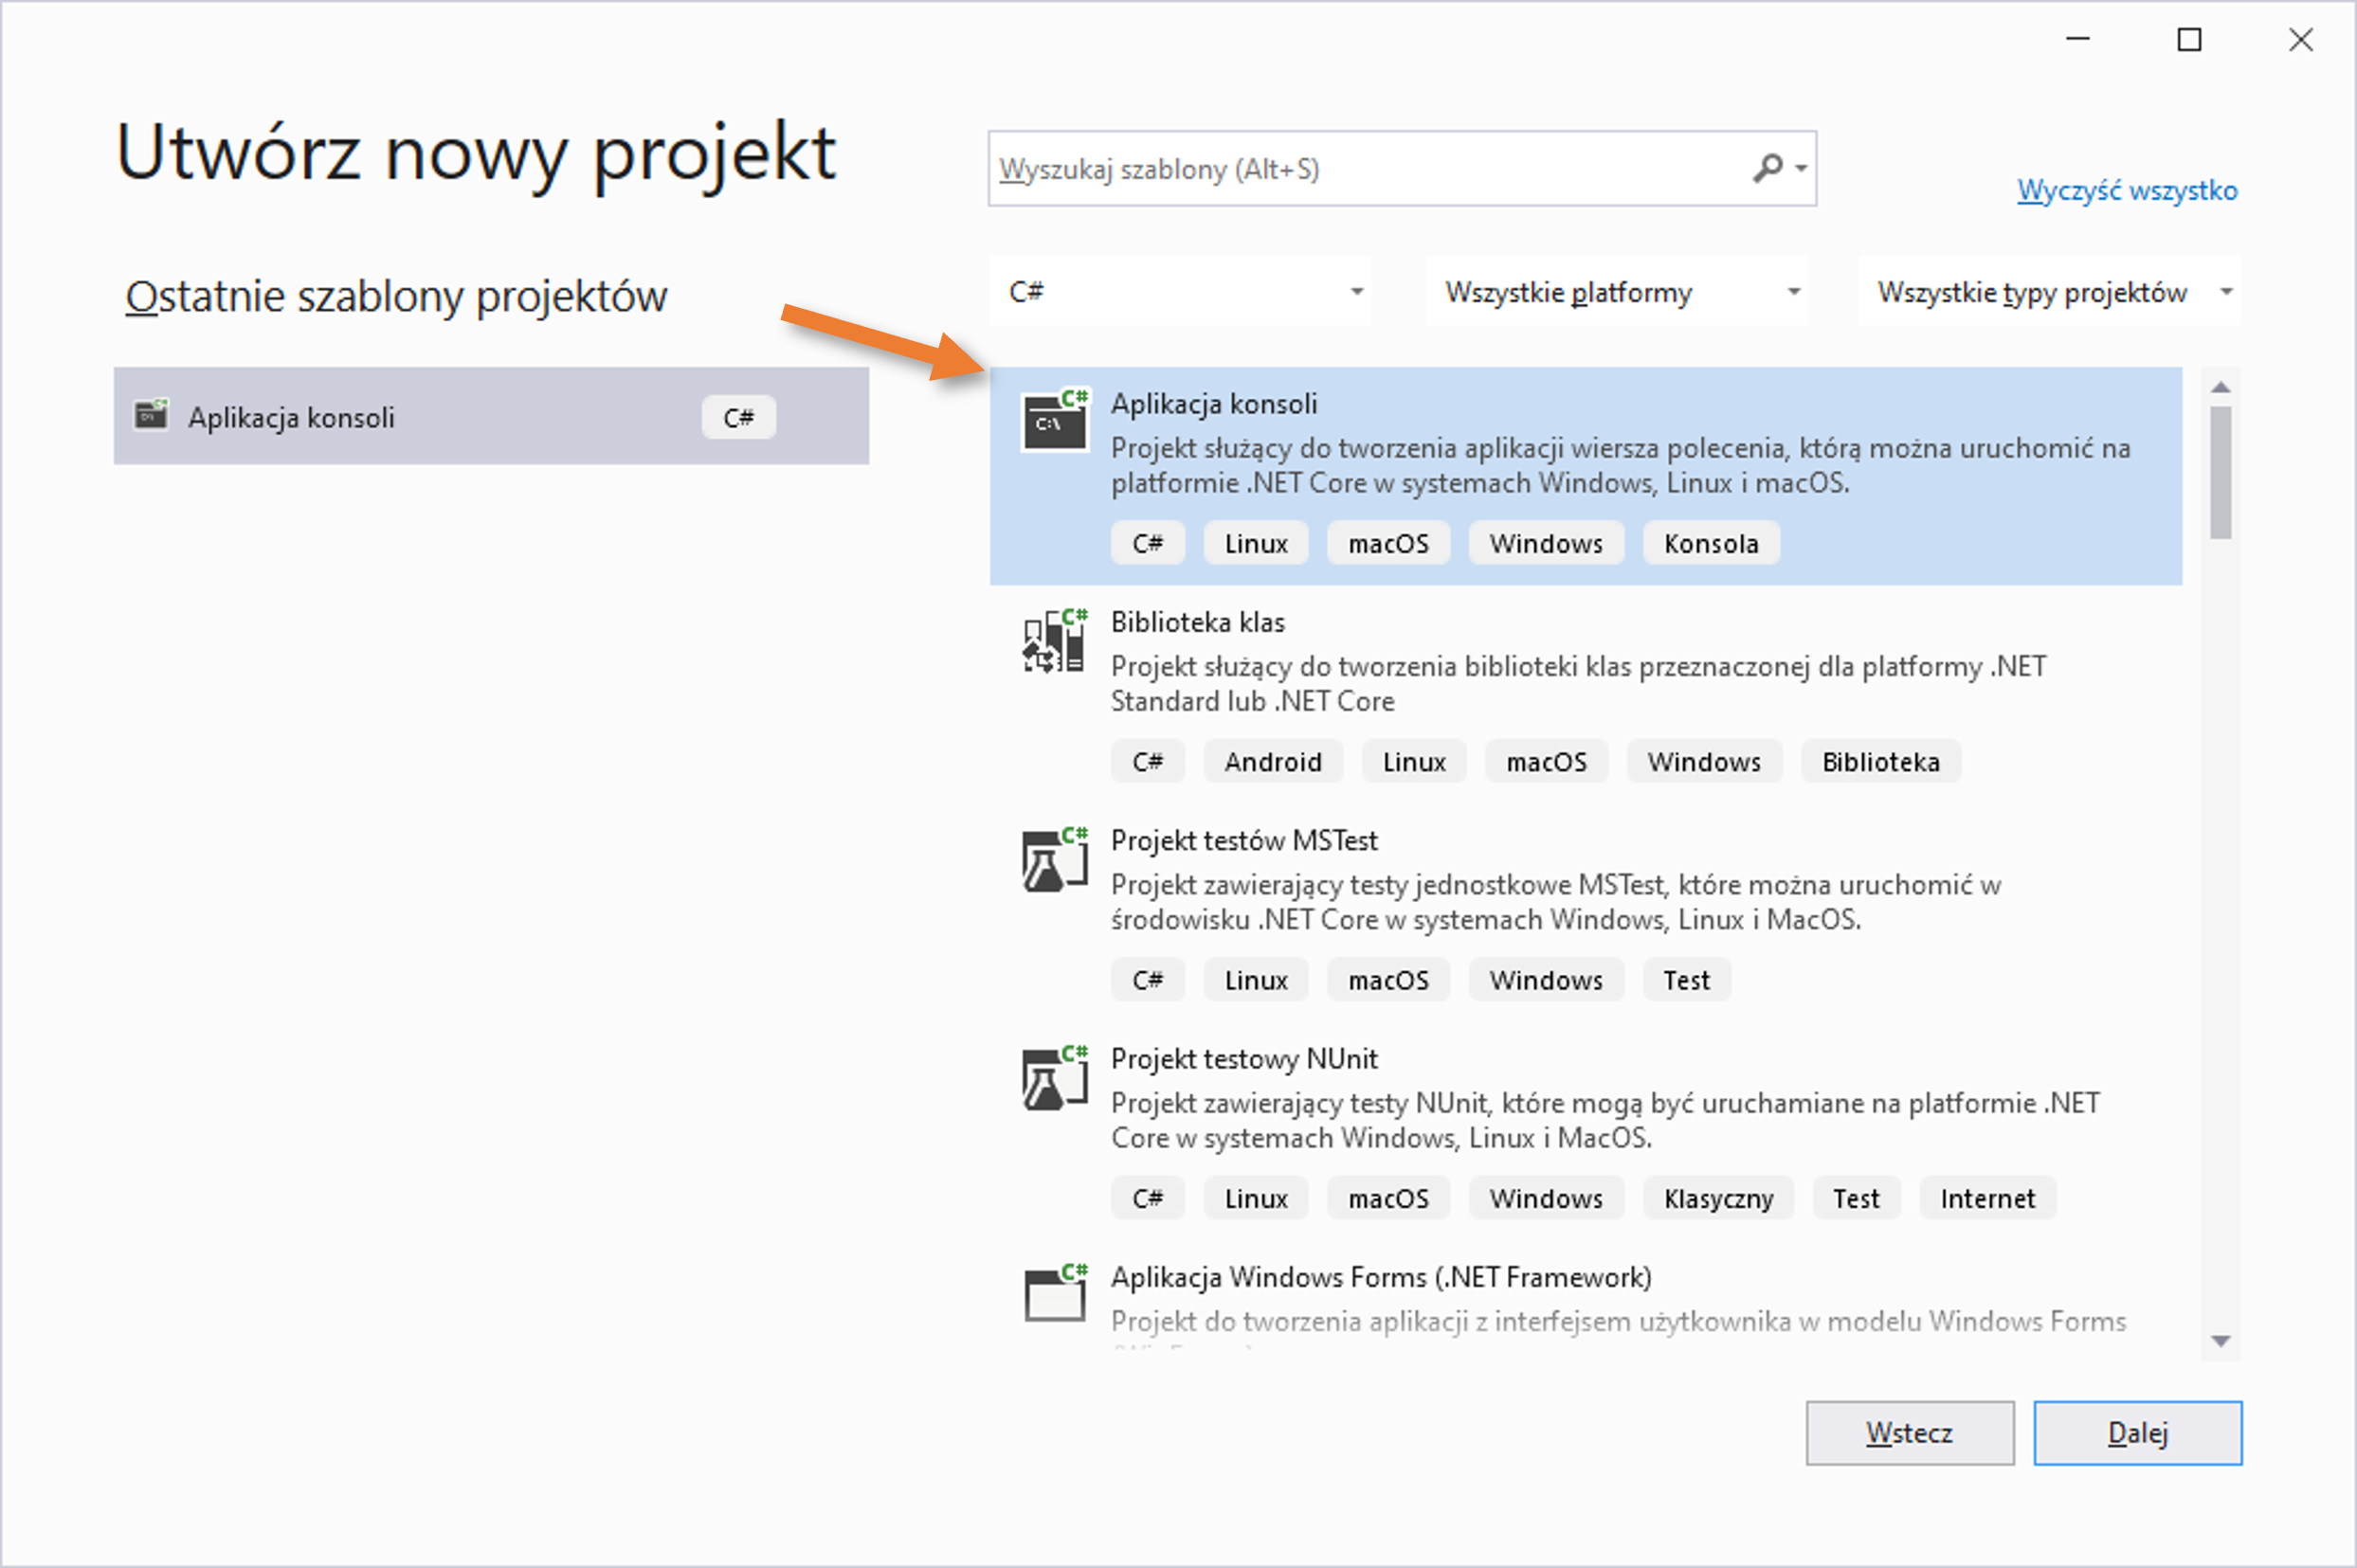 Utwórz nowy projekt
Wyszukaj szablony (Alt+S)
Wyczyść wszystko
Ostatnie szablony projektów
C#
Wszystkie platformy
Wszystkie typy projektów
Aplikacja konsoli C#
Aplikacja konsoli
Projekt służący do tworzenia aplikacji wiersza polecenia, którą można uruchomić na
platformie .NET Core w systemach Windows, Linux i macOS.
C# Linux macOS Windows Konsola
Biblioteka klas
Projekt służący do tworzenia biblioteki klas przeznaczonej dla platformy .NET
Standard lub .NET Core
C# Android Linux macOS Windows Biblioteka
Projekt testów MSTest
Projekt zawierający testy jednostkowe MSTest, które można uruchomić w
środowisku .NET Core w systemach Windows, Linux i MacOS.
C# Linux macOS Windows Test
Projekt testowy NUnit
Projekt zawierający testy NUnit, które mogą być uruchamiane na platformie .NET
Core w systemach Windows, Linux i MacOS.
C# Linux macOS Windows Klasyczny Test Internet
Aplikacja Windows Forms (.NET Framework)
Projekt do tworzenia aplikacji z interfejsem użytkownika w modelu Windows Forms
Wstecz
Dalej